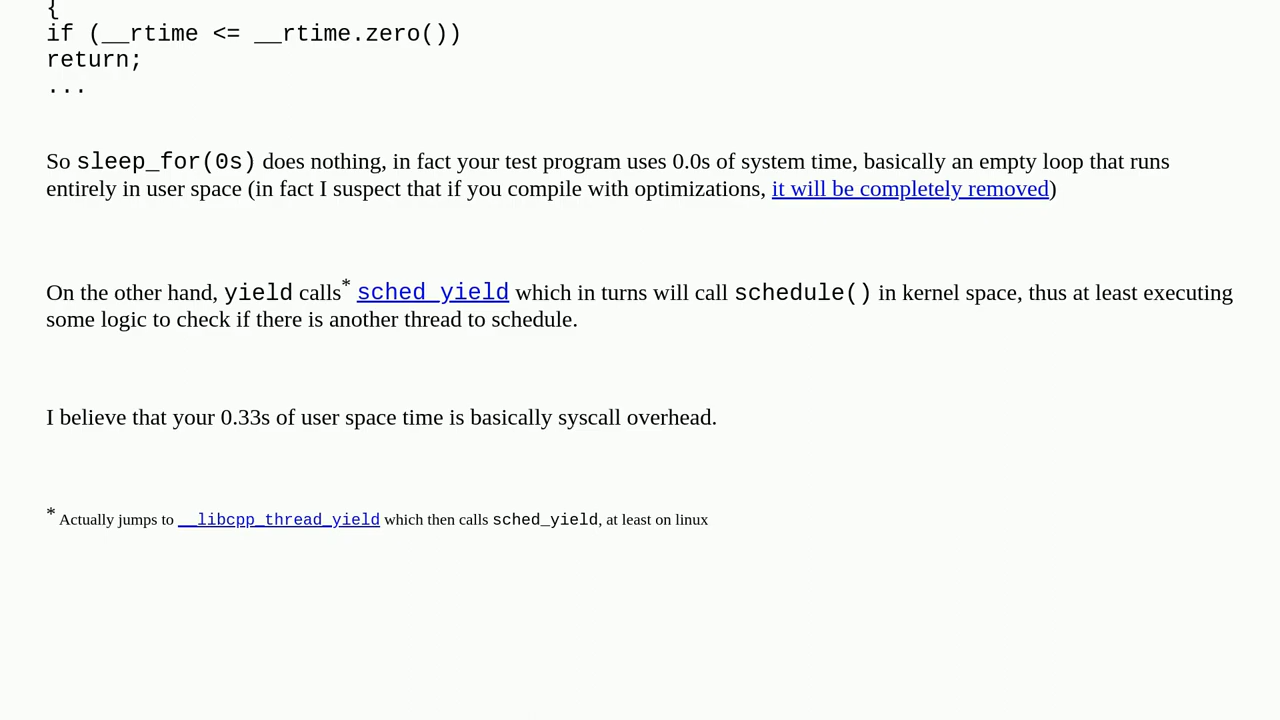 {
if (__rtime <= __rtime.zero())
return;
...
So sleep_for(0s) does nothing, in fact your test program uses 0.0s of system time, basically an empty loop that runs
entirely in user space (in fact I suspect that if you compile with optimizations, it will be completely removed)
On the other hand, yield calls* sched_yield which in turns will call schedule() in kernel space, thus at least executing
some logic to check if there is another thread to schedule.
I believe that your 0.33s of user space time is basically syscall overhead.
* Actually jumps to __libcpp_thread_yield which then calls sched_yield, at least on linux